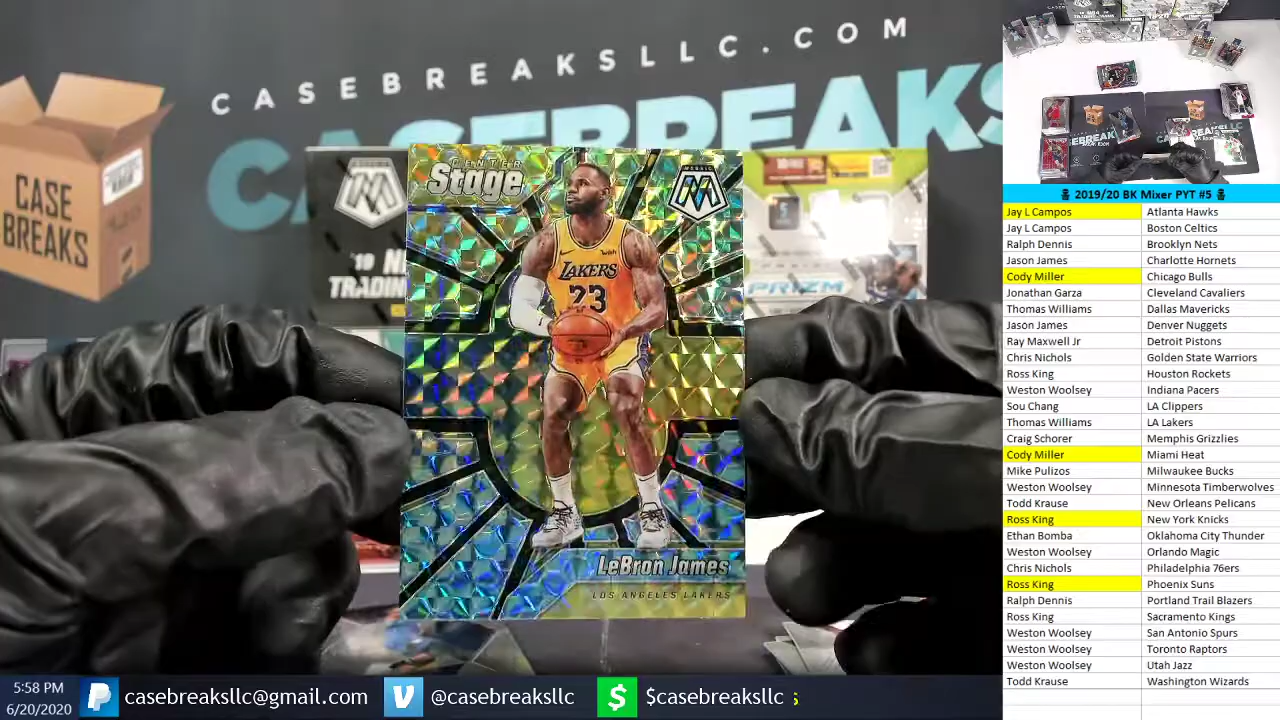 CASEBREAKSLLC.COM
CASEBREAKS
CASE
BREAKS
CENTER
Stage
MOSAIC
LAKERS
23
wish
LeBron James
LOS ANGELES LAKERS
'19
TRADIN
PRIZM
5:58 PM
6/20/2020
casebreaksllc@gmail.com
@casebreaksllc
$casebreaksllc
2019/20 BK Mixer PYT #5
Jay L Campos Atlanta Hawks
Jay L Campos Boston Celtics
Ralph Dennis Brooklyn Nets
Jason James Charlotte Hornets
Cody Miller Chicago Bulls
Jonathan Garza Cleveland Cavaliers
Thomas Williams Dallas Mavericks
Jason James Denver Nuggets
Ray Maxwell Jr Detroit Pistons
Chris Nichols Golden State Warriors
Ross King Houston Rockets
Weston Woolsey Indiana Pacers
Sou Chang LA Clippers
Thomas Williams LA Lakers
Craig Schorer Memphis Grizzlies
Cody Miller Miami Heat
Mike Pulizos Milwaukee Bucks
Weston Woolsey Minnesota Timberwolves
Todd Krause New Orleans Pelicans
Ross King New York Knicks
Ethan Bomba Oklahoma City Thunder
Weston Woolsey Orlando Magic
Chris Nichols Philadelphia 76ers
Ross King Phoenix Suns
Ralph Dennis Portland Trail Blazers
Ross King Sacramento Kings
Weston Woolsey San Antonio Spurs
Weston Woolsey Toronto Raptors
Weston Woolsey Utah Jazz
Todd Krause Washington Wizards